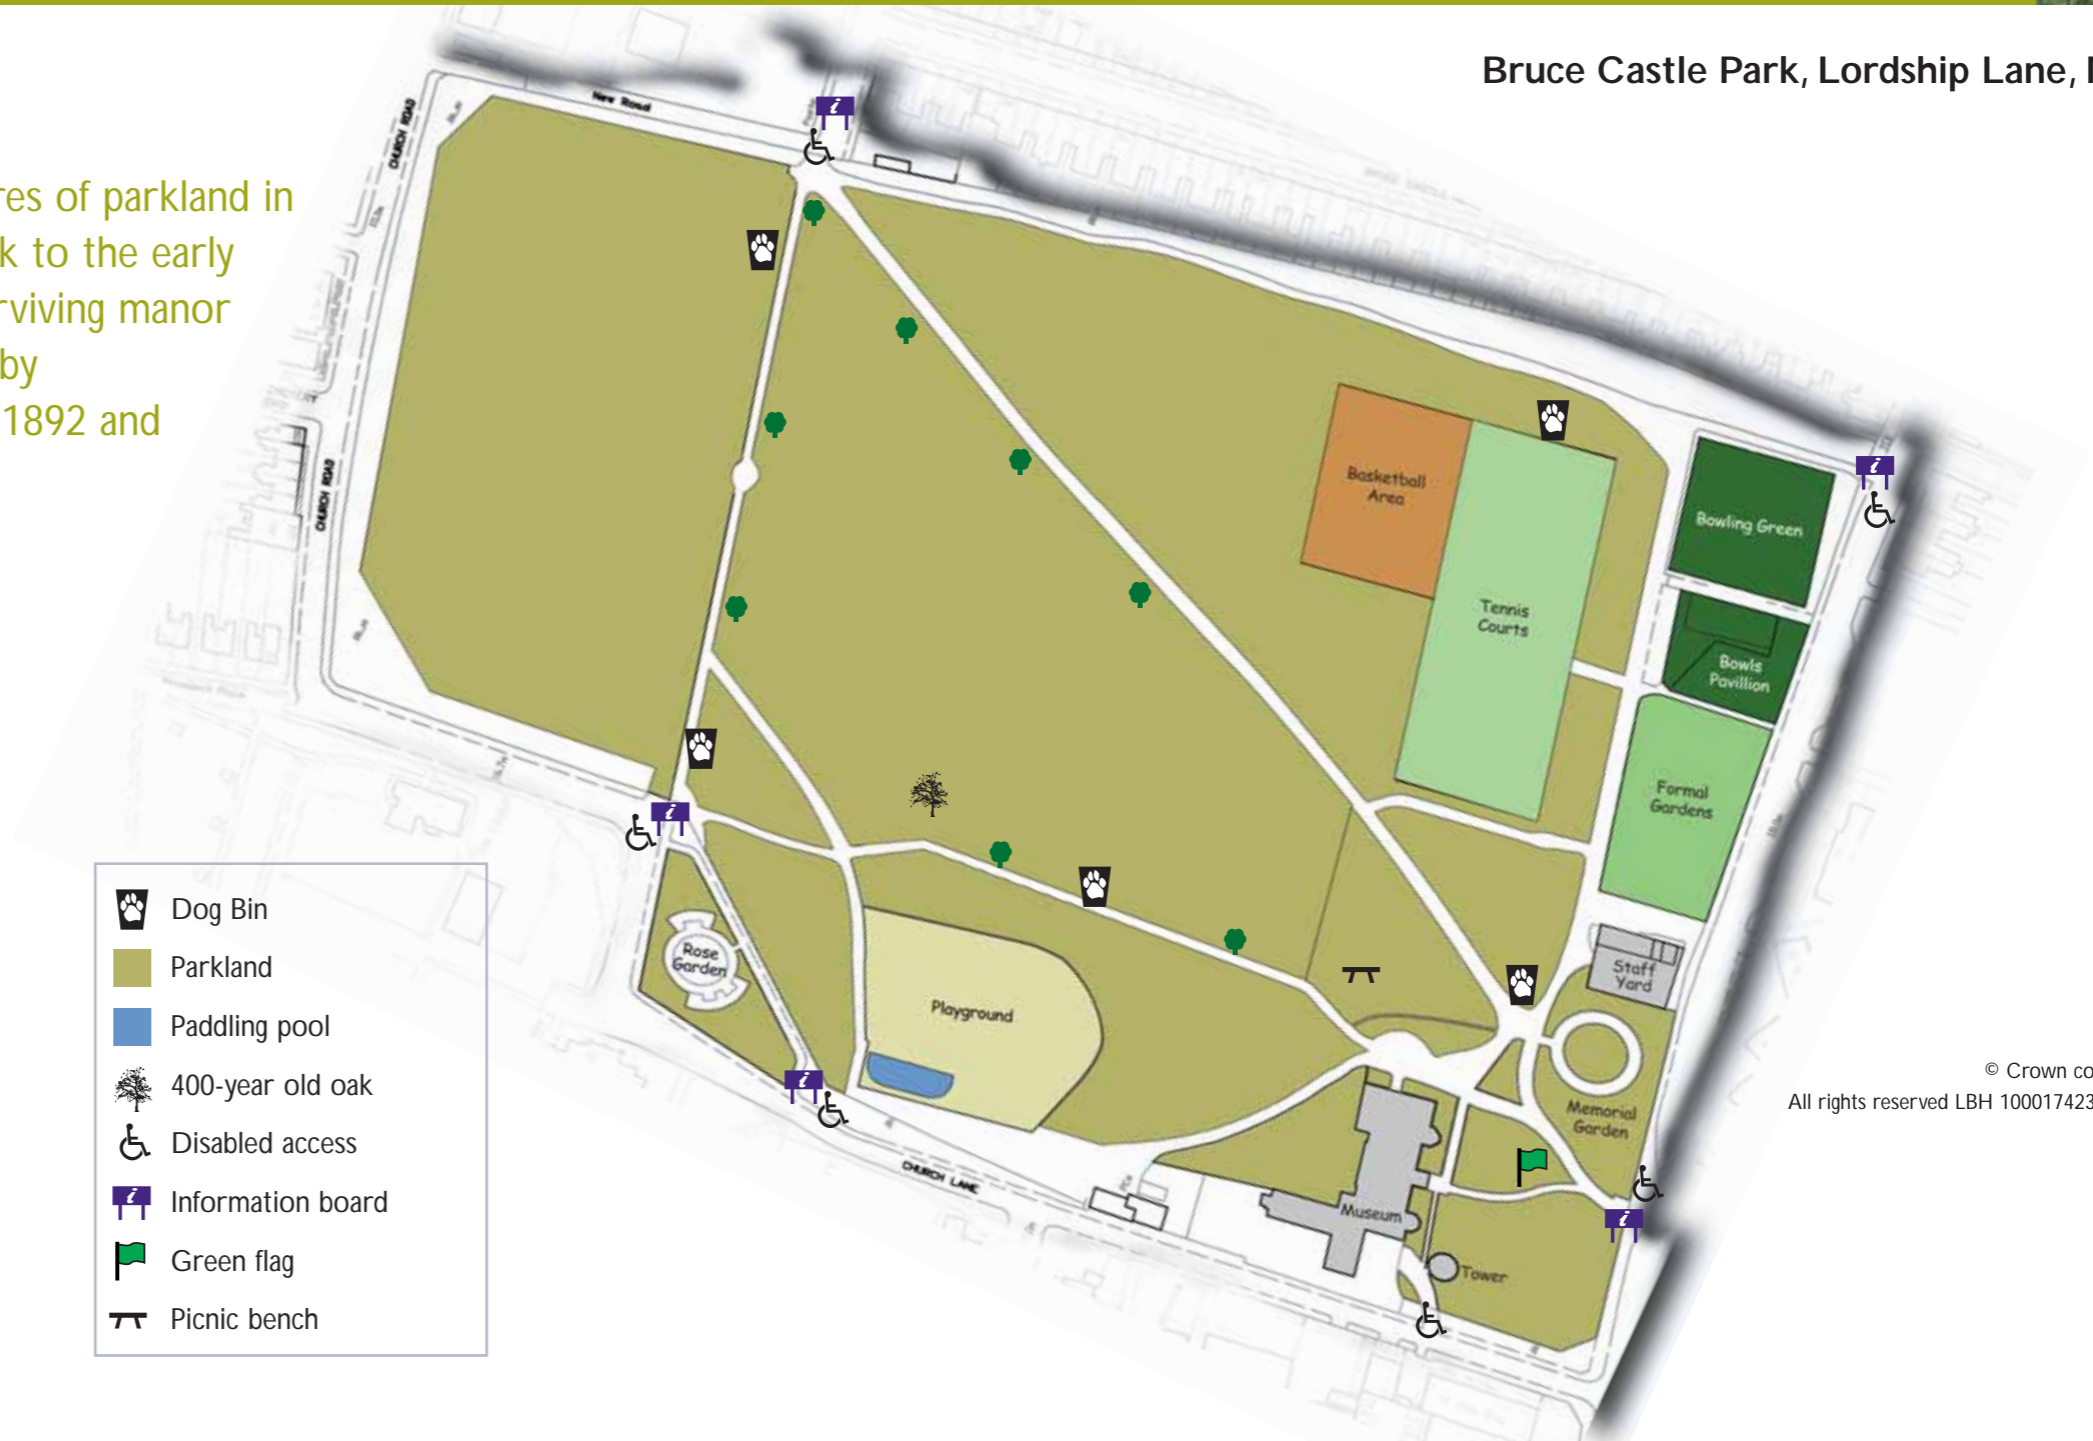 Bruce Castle Park, Lordship Lane,
res of parkland in
k to the early
rviving manor
by
1892 and
New Road
CHURCH ROAD
CHURCH ROAD
Basketball
Area
Tennis
Courts
Bowling Green
Bowls
Pavillion
Formal
Gardens
Staff
Yard
Rose
Garden
Playground
Memorial
Garden
Museum
Tower
CHURCH LANE
PCs
Dog Bin
Parkland
Paddling pool
400-year old oak
Disabled access
Information board
Green flag
Picnic bench
© Crown co
All rights reserved LBH 100017423